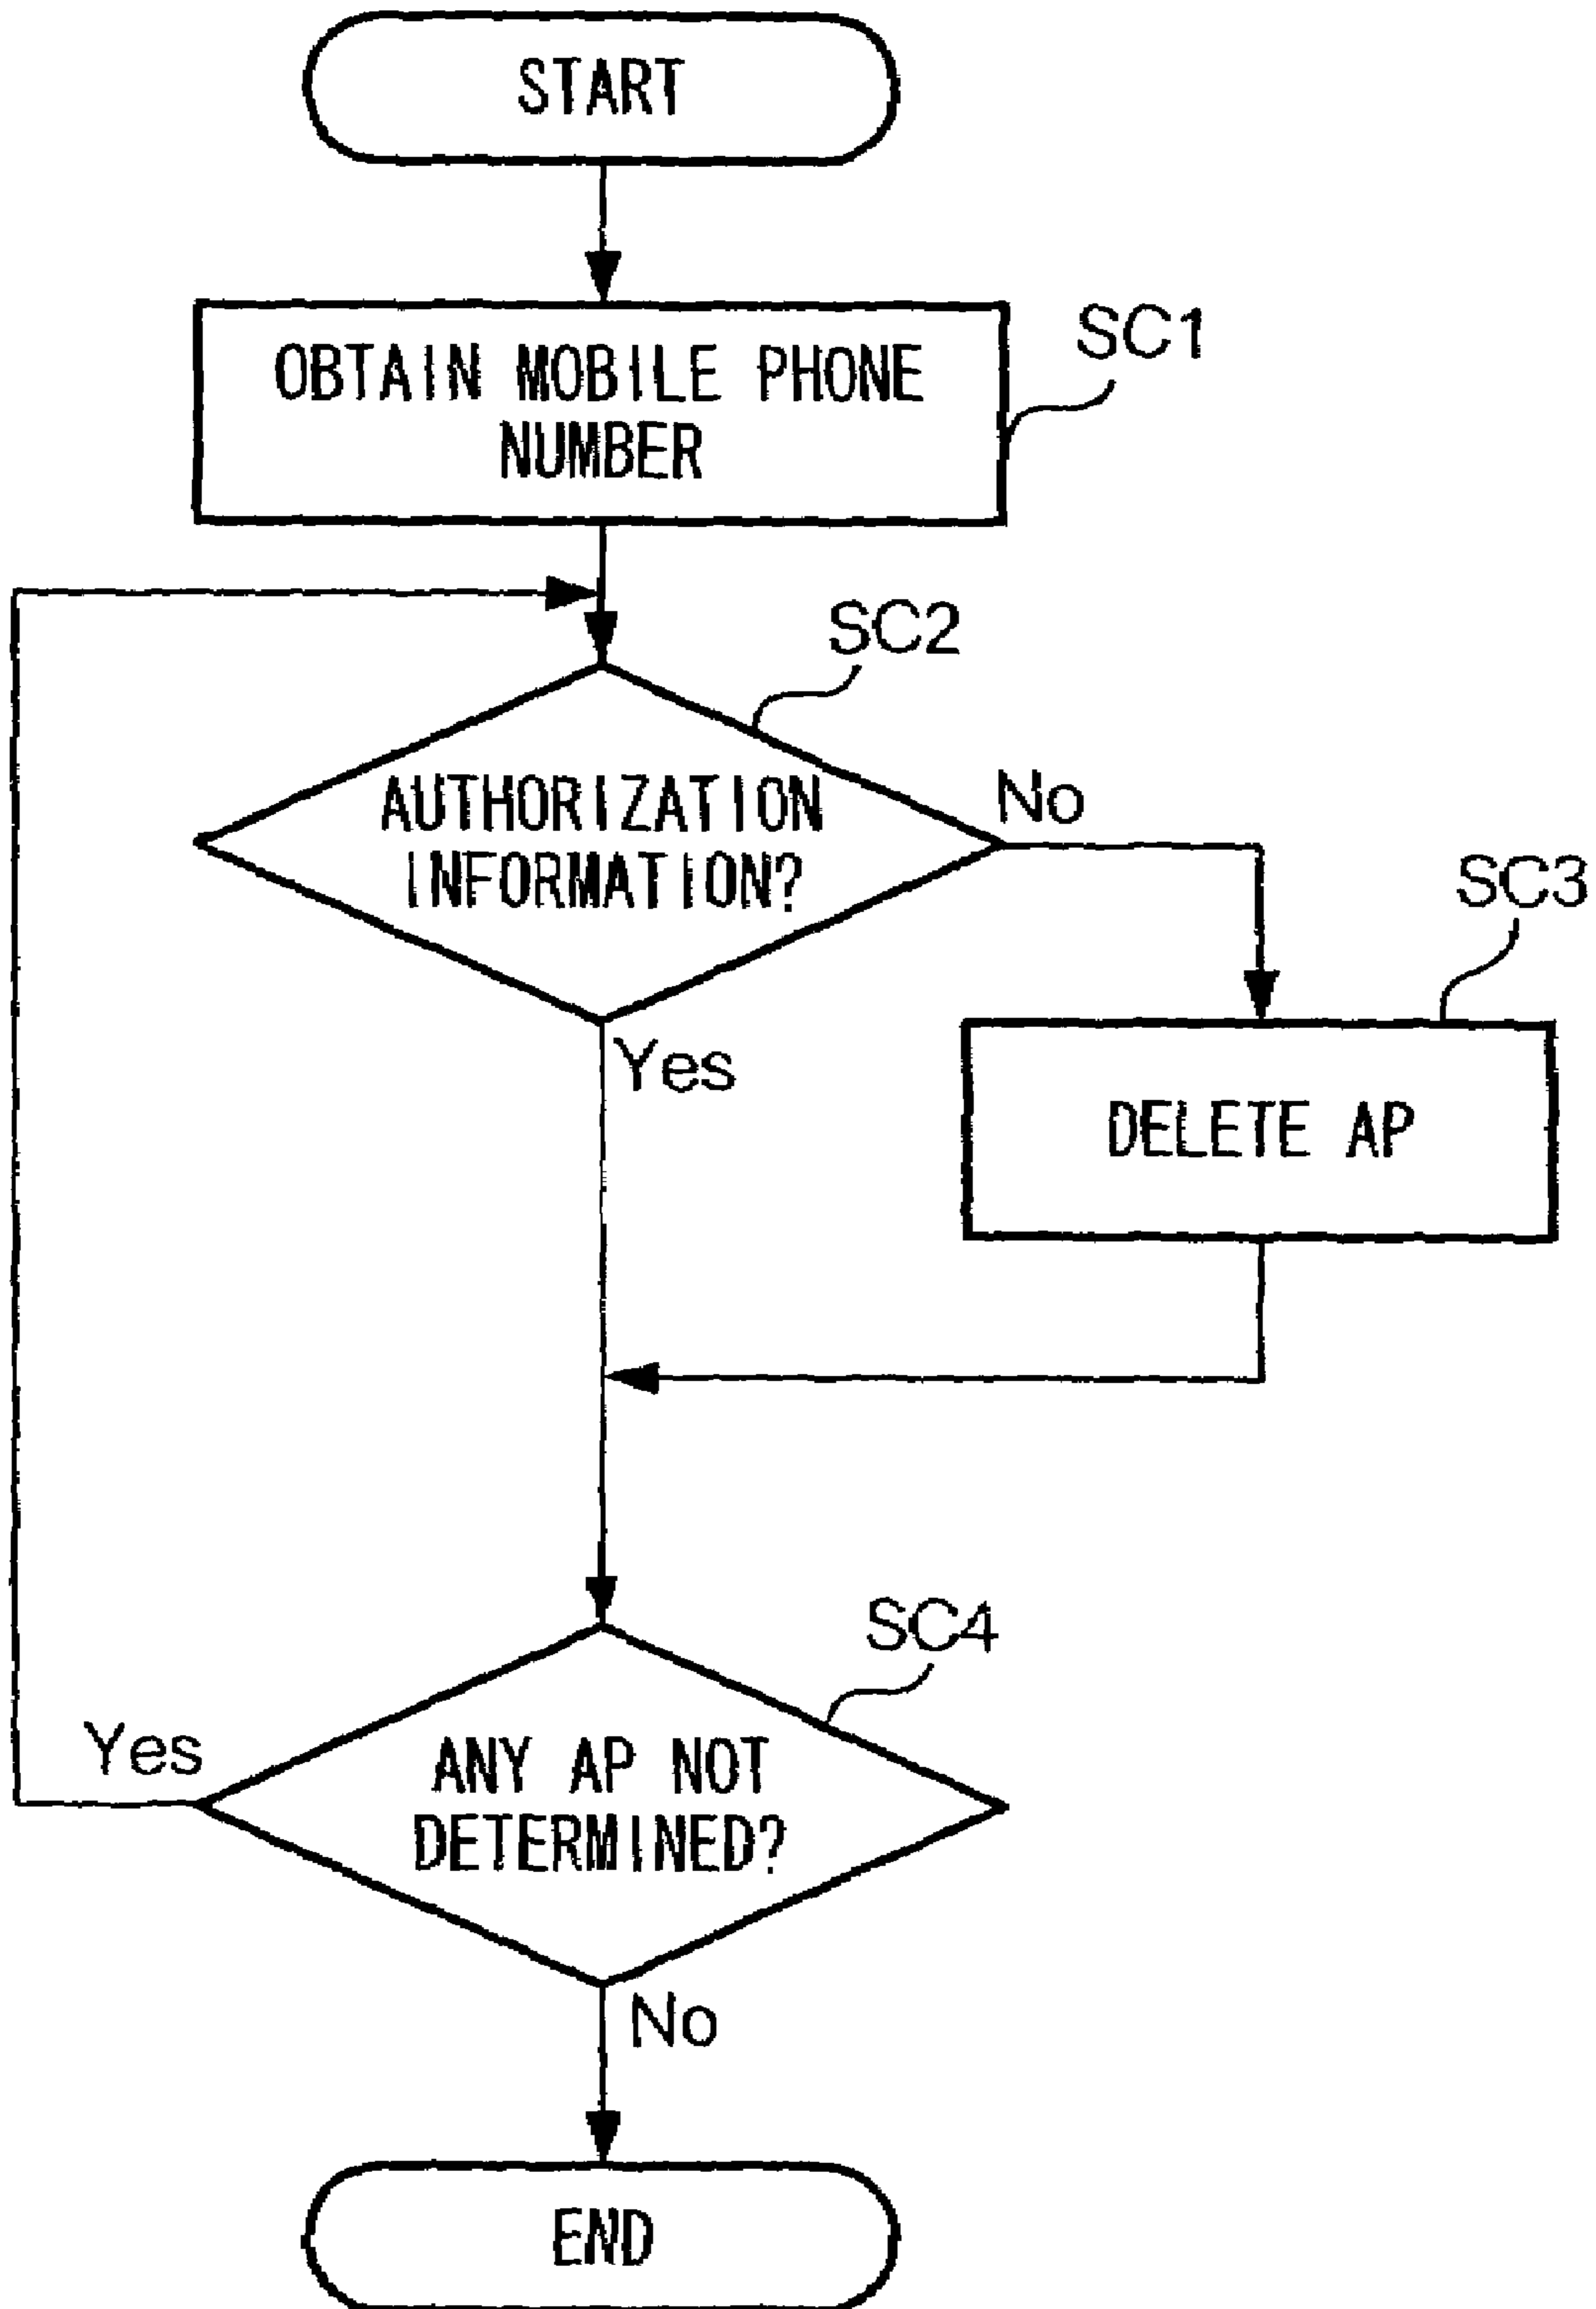 START
OBTAIN MOBILE PHONE
NUMBER
SC1
SC2
AUTHORIZATION
INFORMATION?
No
SC3
Yes
DELETE AP
SC4
Yes
ANY AP NOT
DETERMINED?
No
END